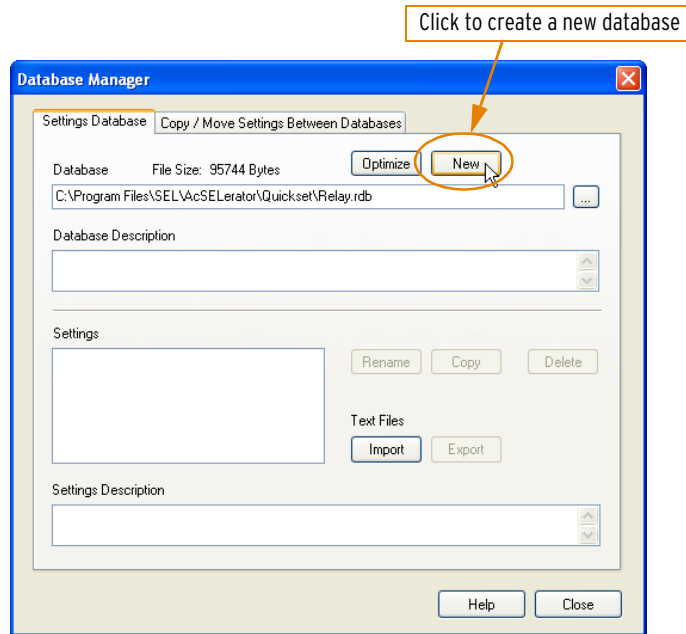 Click to create a new database
Database Manager
Settings Database Copy / Move Settings Between Databases
Database File Size: 95744 Bytes Optimize New
C:\Program Files\SEL\AcSELerator\Quickset\Relay.rdb ...
Database Description
Settings
Rename Copy Delete
Text Files
Import Export
Settings Description
Help Close